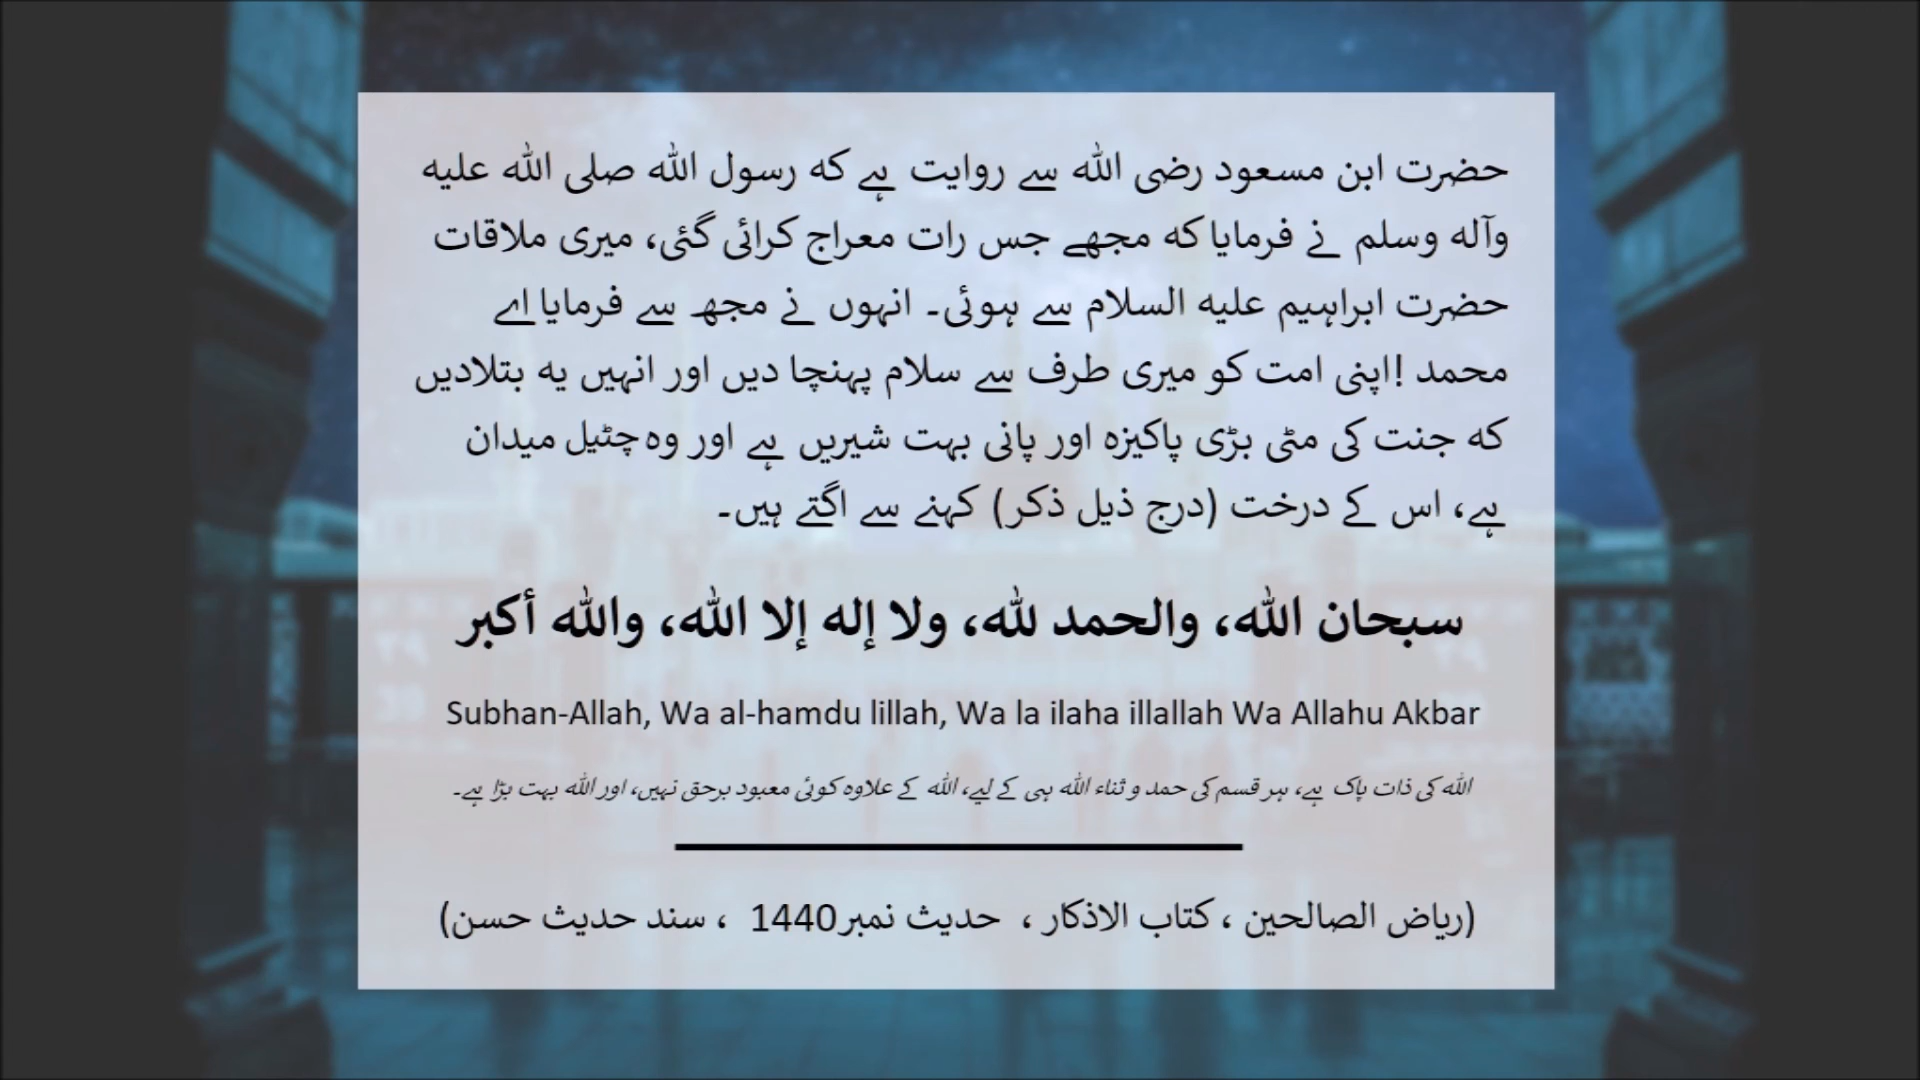 حضرت ابن مسعود رضی اللہ سے روایت ہے کہ رسول اللہ صلی اللہ علیہ
وآلہ وسلم نے فرمایا کہ مجھے جس رات معراج کرائی گئی، میری ملاقات
حضرت ابراہیم علیہ السلام سے ہوئی۔ انہوں نے مجھ سے فرمایا اے
محمد !اپنی امت کو میری طرف سے سلام پہنچا دیں اور انہیں یہ بتلادیں
کہ جنت کی مٹی بڑی پاکیزہ اور پانی بہت شیریں ہے اور وہ چٹیل میدان
ہے، اس کے درخت (درج ذیل ذکر) کہنے سے اگتے ہیں۔
سبحان الله، والحمد لله، ولا إله إلا الله، والله أكبر
Subhan-Allah, Wa al-hamdu lillah, Wa la ilaha illallah Wa Allahu Akbar
اللہ کی ذات پاک ہے، ہر قسم کی حمد و ثناء اللہ ہی کے لیے، اللہ کے علاوہ کوئی معبود برحق نہیں، اور اللہ بہت بڑا ہے۔
(ریاض الصالحین ، کتاب الاذکار ، حدیث نمبر1440 ، سند حدیث حسن)